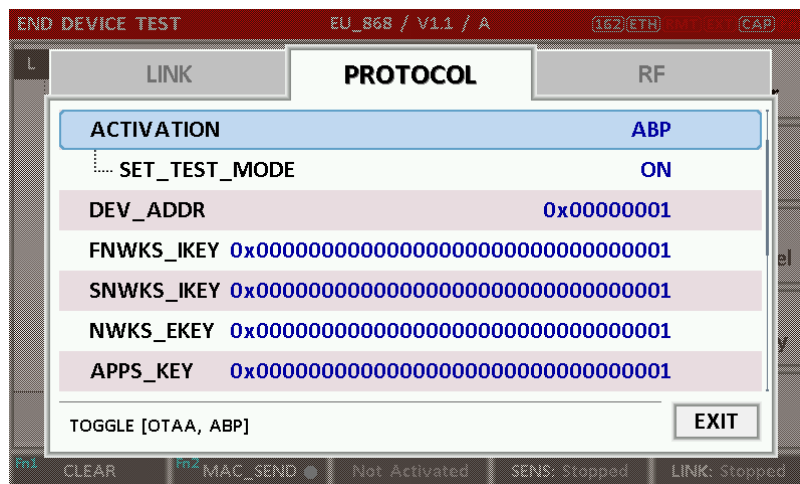 END DEVICE TEST EU_868 / V1.1 / A (162) (ETH) (CAP)
L
LINK PROTOCOL RF
ACTIVATION ABP
SET_TEST_MODE ON
DEV_ADDR 0x00000001
FNWKS_IKEY 0x00000000000000000000000000000001
SNWKS_IKEY 0x00000000000000000000000000000001
NWKS_EKEY 0x00000000000000000000000000000001
APPS_KEY 0x00000000000000000000000000000001
TOGGLE [OTAA, ABP] EXIT
Fn1 CLEAR Fn2 MAC_SEND Not Activated SENS: Stopped LINK: Stopped